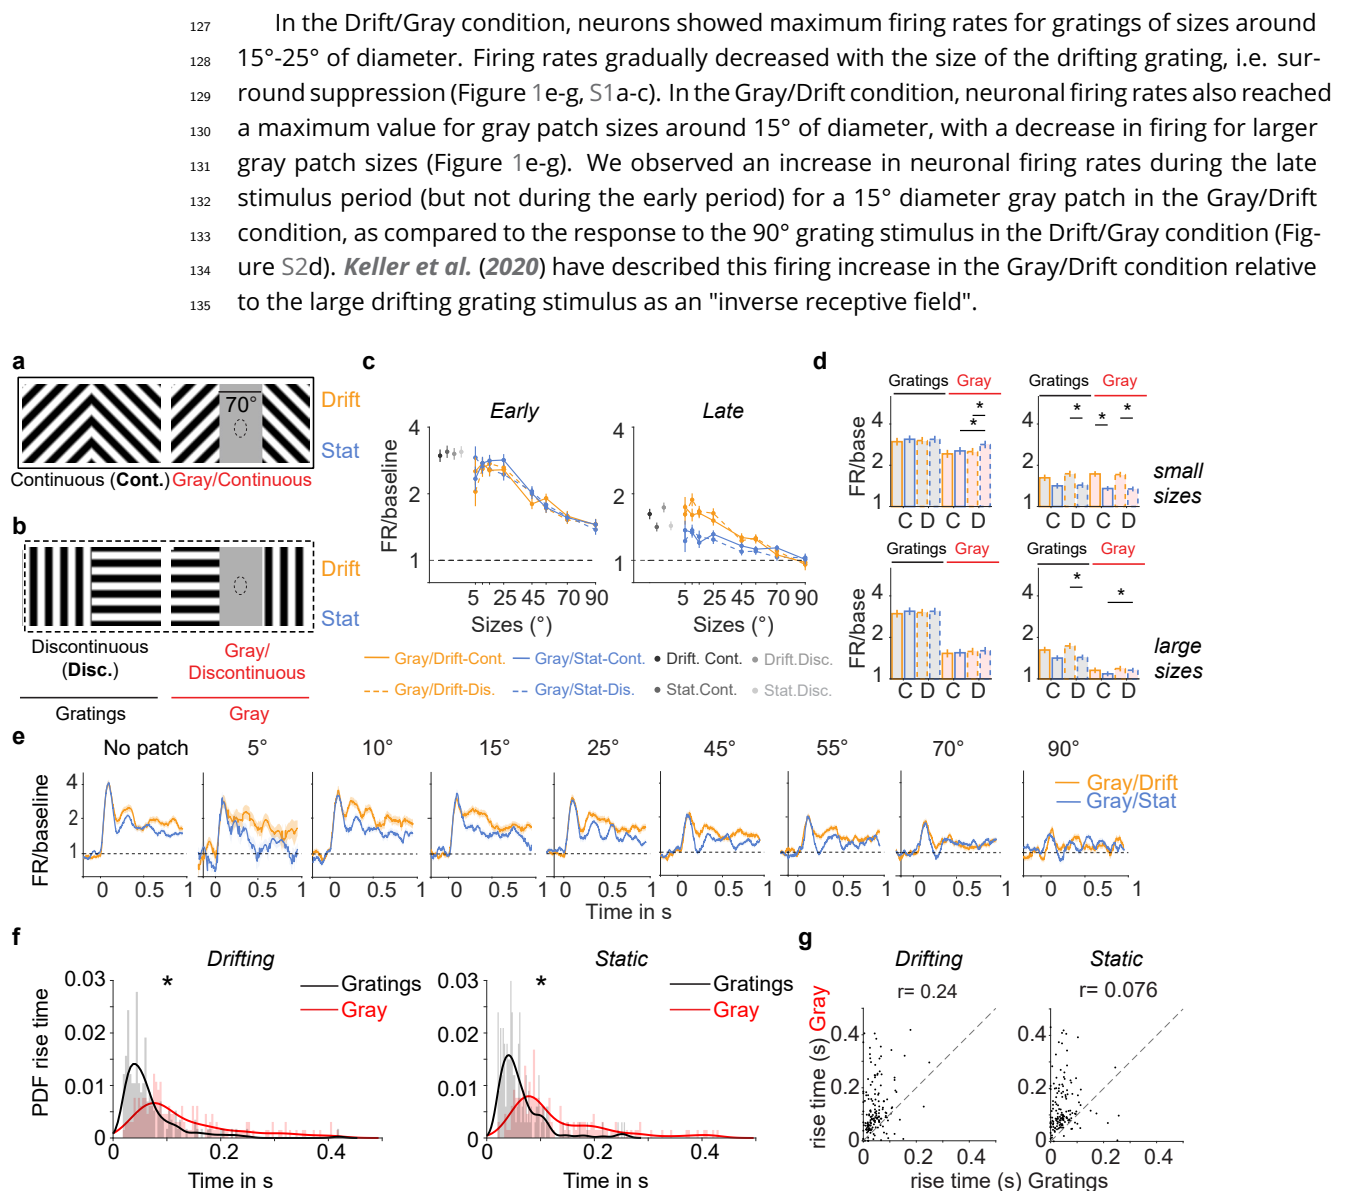 127 In the Drift/Gray condition, neurons showed maximum firing rates for gratings of sizes around
128 15°-25° of diameter. Firing rates gradually decreased with the size of the drifting grating, i.e. sur-
129 round suppression (Figure 1e-g, S1a-c). In the Gray/Drift condition, neuronal firing rates also reached
130 a maximum value for gray patch sizes around 15° of diameter, with a decrease in firing for larger
131 gray patch sizes (Figure 1e-g). We observed an increase in neuronal firing rates during the late
132 stimulus period (but not during the early period) for a 15° diameter gray patch in the Gray/Drift
133 condition, as compared to the response to the 90° grating stimulus in the Drift/Gray condition (Fig-
134 ure S2d). Keller et al. (2020) have described this firing increase in the Gray/Drift condition relative
135 to the large drifting grating stimulus as an "inverse receptive field".
a
70°
Drift
Stat
Continuous (Cont.) Gray/Continuous
b
Drift
Stat
Discontinuous
(Disc.)
Gray/
Discontinuous
Gratings
Gray
c
Early
Late
FR/baseline
4
2
1
5 25 45 70 90
Sizes (°)
4
2
1
5 25 45 70 90
Sizes (°)
Gray/Drift-Cont. Gray/Stat-Cont. Drift. Cont. Drift.Disc.
Gray/Drift-Dis. Gray/Stat-Dis. Stat.Cont. Stat.Disc.
d
Gratings Gray
Gratings Gray
FR/base
4
2
1
* *
C D C D
4
2
1
* * *
C D C D
small
sizes
Gratings Gray
Gratings Gray
FR/base
4
2
1
C D C D
4
2
1
* *
C D C D
large
sizes
e
No patch 5° 10° 15° 25° 45° 55° 70° 90°
FR/baseline
4
2
1
Gray/Drift
Gray/Stat
0 0.5 1 0 0.5 1 0 0.5 1 0 0.5 1 0 0.5 1 0 0.5 1 0 0.5 1 0 0.5 1 0 0.5 1
Time in s
f
Drifting
PDF rise time
0.03
0.02
0.01
0
*
Gratings
Gray
0 0.2 0.4
Time in s
Static
0.03
0.02
0.01
0
*
Gratings
Gray
0 0.2 0.4
Time in s
g
Drifting
r= 0.24
rise time (s) Gray
0.4
0.2
0
0 0.2 0.4
Static
r= 0.076
0.4
0.2
0
0 0.2 0.4
rise time (s) Gratings